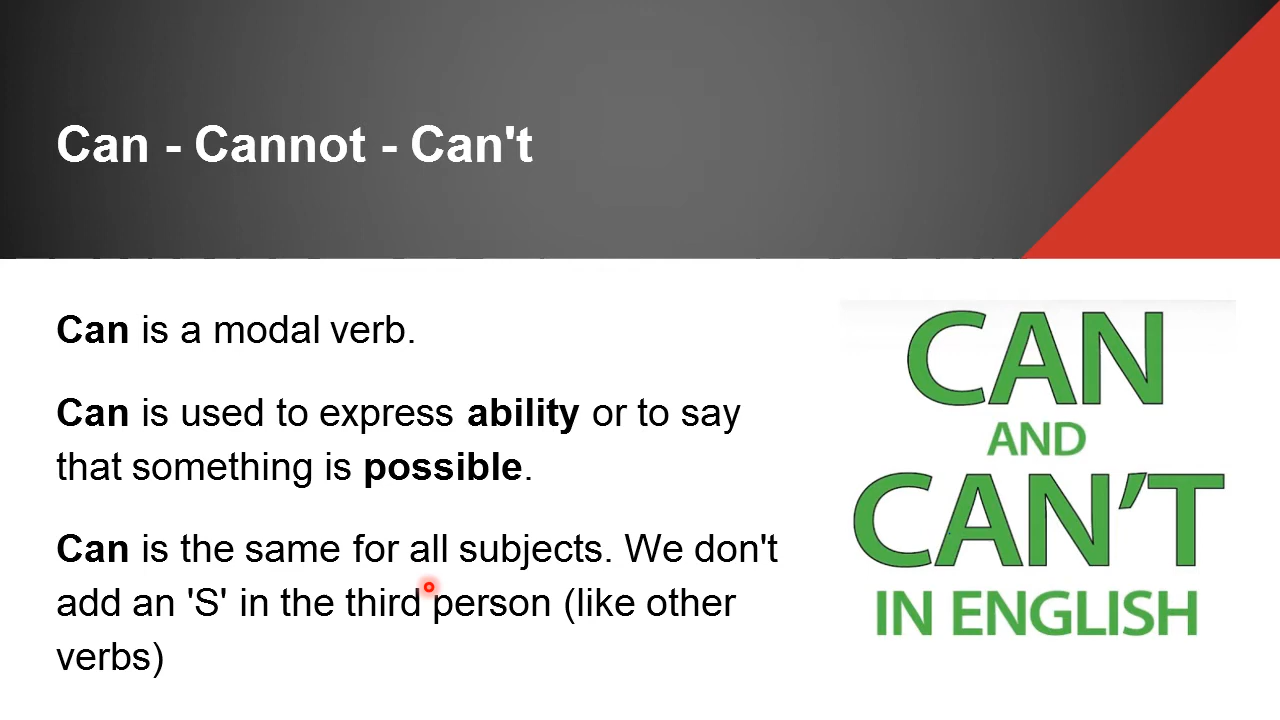 Can - Cannot - Can't
Can is a modal verb.
Can is used to express ability or to say
that something is possible.
Can is the same for all subjects. We don't
add an 'S' in the third person (like other
verbs)
CAN
AND
CAN'T
IN ENGLISH